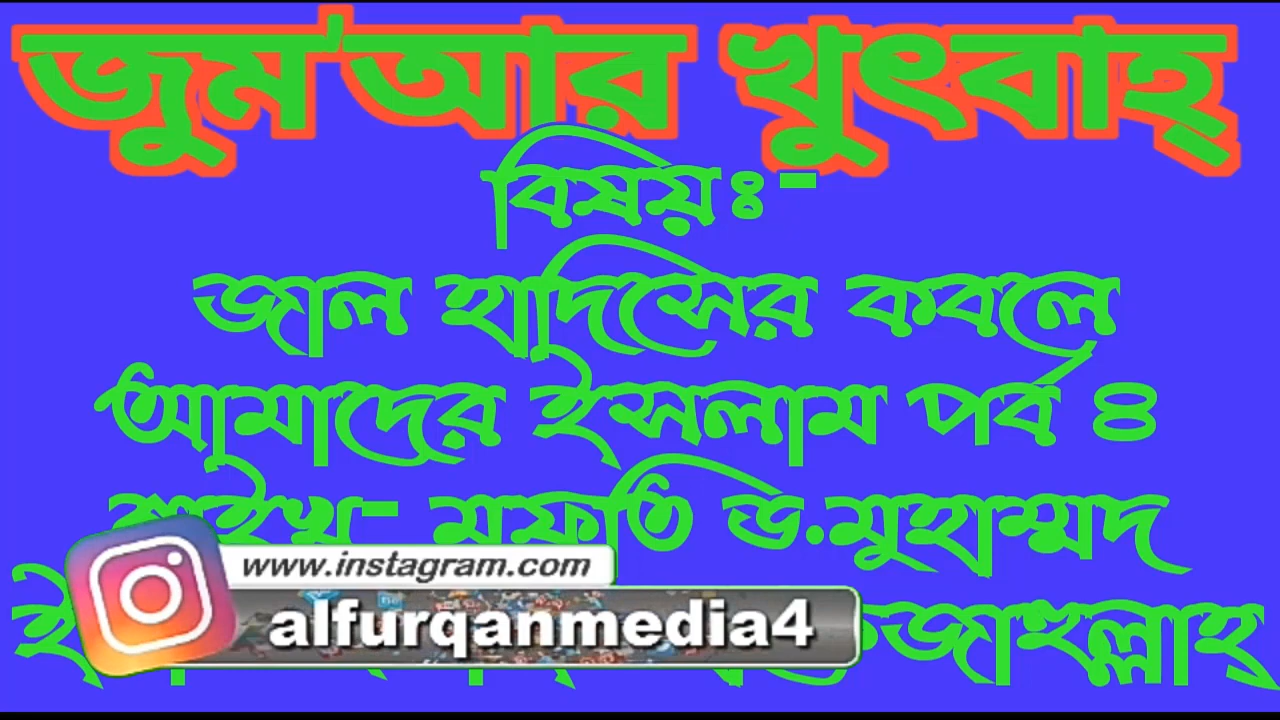 জুম'আর খুৎবাহ্
বিষয়ঃ-
জাল হাদিসের কবলে
আমাদের ইসলাম পর্ব ৪
শাইখ- মুফতি ড.মুহাম্মদ
www.instagram.com
alfurqanmedia4